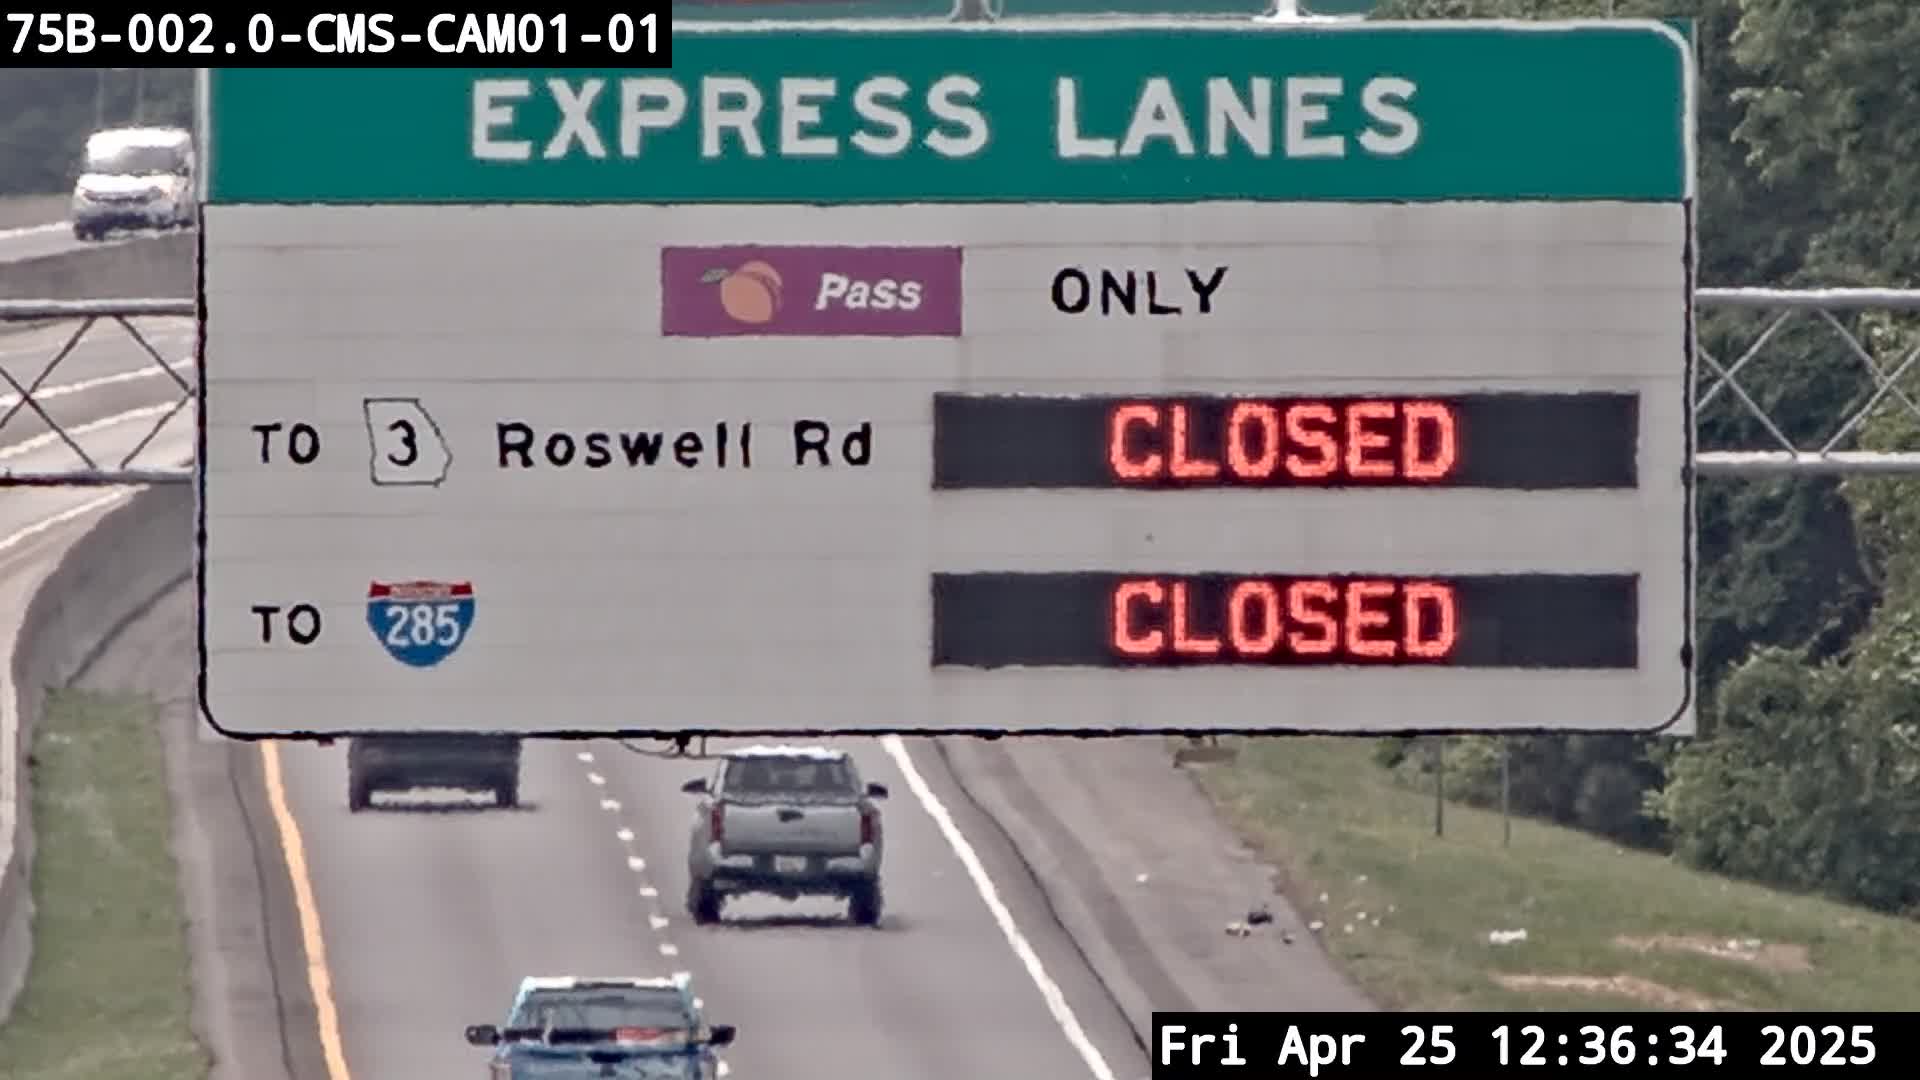 75B-002.0-CMS-CAM01-01
EXPRESS LANES
Pass ONLY
TO 3 Roswell Rd CLOSED
TO 285 CLOSED
Fri Apr 25 12:36:34 2025